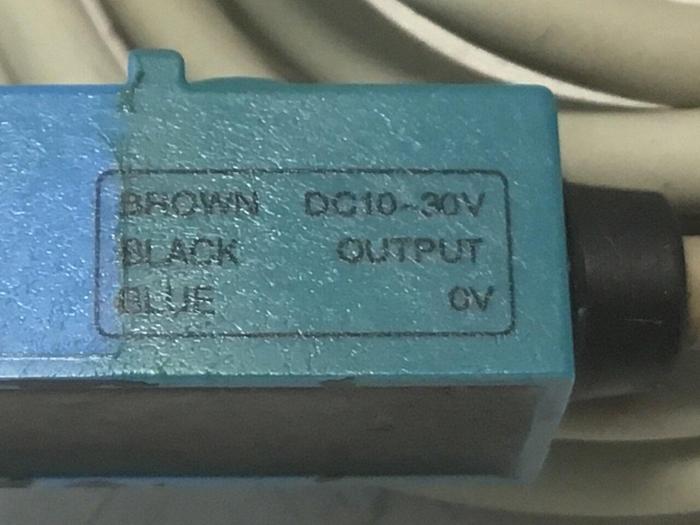 BROWN DC10~30V
BLACK OUTPUT
BLUE 0V